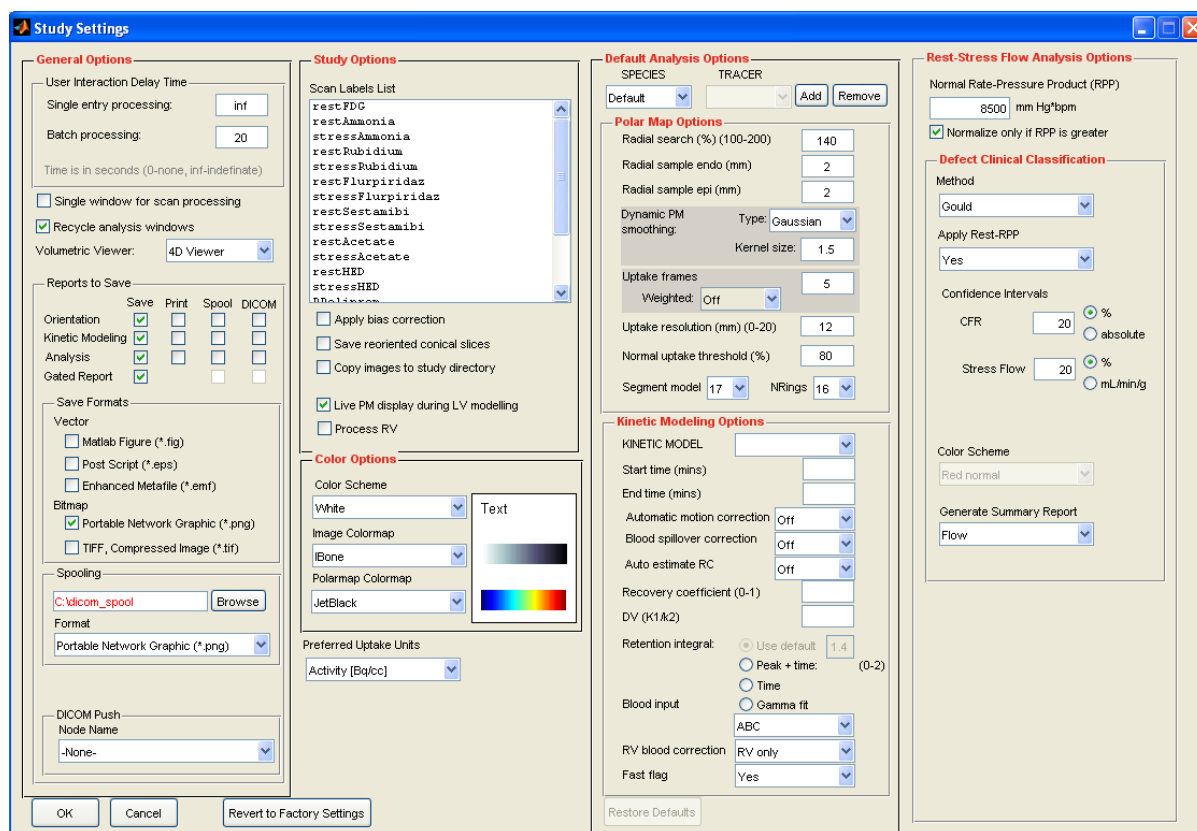 Study Settings
General Options
User Interaction Delay Time
Single entry processing: inf
Batch processing: 20
Time is in seconds (0-none, inf-indefinate)
Single window for scan processing
Recycle analysis windows
Volumetric Viewer: 4D Viewer
Reports to Save
Save Print Spool DICOM
Orientation
Kinetic Modeling
Analysis
Gated Report
Save Formats
Vector
Matlab Figure (*.fig)
Post Script (*.eps)
Enhanced Metafile (*.emf)
Bitmap
Portable Network Graphic (*.png)
TIFF, Compressed Image (*.tif)
Spooling
C:\dicom_spool Browse
Format
Portable Network Graphic (*.png)
DICOM Push
Node Name
-None-
OK Cancel Revert to Factory Settings
Study Options
Scan Labels List
restFDG
restAmmonia
stressAmmonia
restRubidium
stressRubidium
restFlurpiridaz
stressFlurpiridaz
restSestamibi
stressSestamibi
restAcetate
stressAcetate
restHED
stressHED
Apply bias correction
Save reoriented conical slices
Copy images to study directory
Live PM display during LV modelling
Process RV
Color Options
Color Scheme
White
Text
Image Colormap
IBone
Polarmap Colormap
JetBlack
Preferred Uptake Units
Activity [Bq/cc]
Default Analysis Options
SPECIES TRACER
Default Add Remove
Polar Map Options
Radial search (%) (100-200) 140
Radial sample endo (mm) 2
Radial sample epi (mm) 2
Dynamic PM smoothing: Type: Gaussian
Kernel size: 1.5
Uptake frames 5
Weighted: Off
Uptake resolution (mm) (0-20) 12
Normal uptake threshold (%) 80
Segment model 17 NRings 16
Kinetic Modeling Options
KINETIC MODEL
Start time (mins)
End time (mins)
Automatic motion correction Off
Blood spillover correction Off
Auto estimate RC Off
Recovery coefficient (0-1)
DV (K1/k2)
Retention integral: Use default 1.4
Peak + time: (0-2)
Time
Blood input Gamma fit
ABC
RV blood correction RV only
Fast flag Yes
Restore Defaults
Rest-Stress Flow Analysis Options
Normal Rate-Pressure Product (RPP)
8500 mm Hg*bpm
Normalize only if RPP is greater
Defect Clinical Classification
Method
Gould
Apply Rest-RPP
Yes
Confidence Intervals
CFR 20 %
absolute
Stress Flow 20 %
mL/min/g
Color Scheme
Red normal
Generate Summary Report
Flow